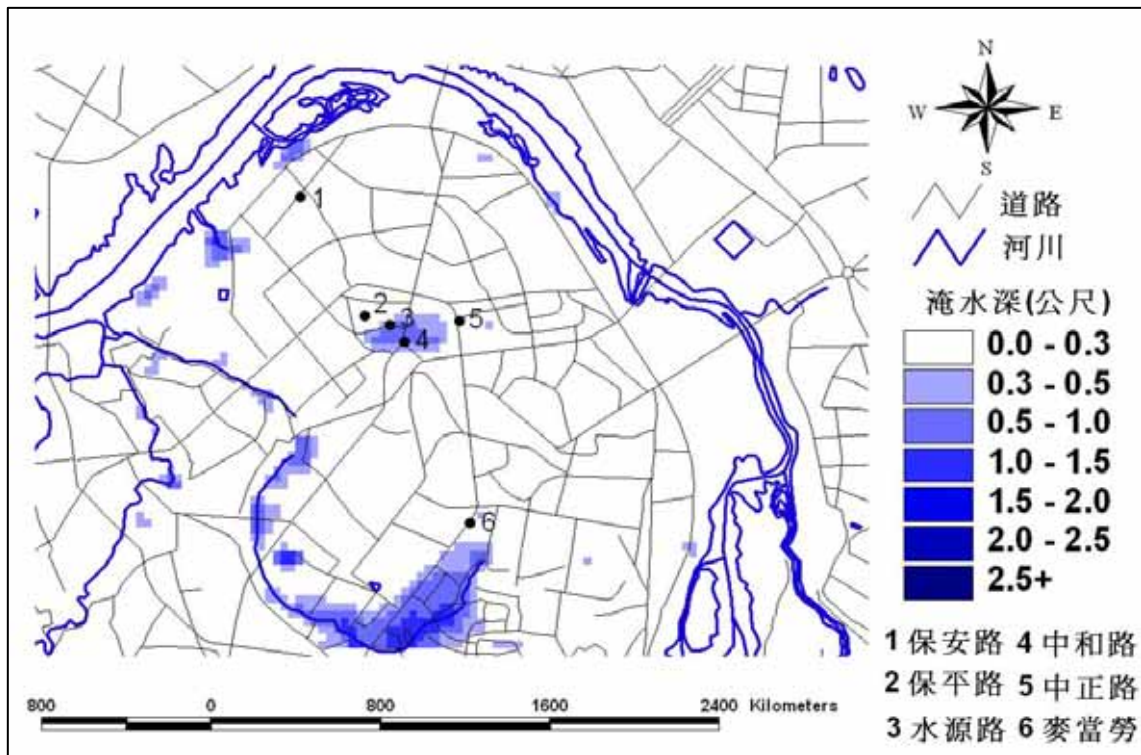 N
W E
S
道路
河川
淹水深(公尺)
0.0 - 0.3
0.3 - 0.5
0.5 - 1.0
1.0 - 1.5
1.5 - 2.0
2.0 - 2.5
2.5+
1
2
3
4
5
6
1 保安路 4 中和路
2 保平路 5 中正路
3 水源路 6 麥當勞
800 0 800 1600 2400 Kilometers